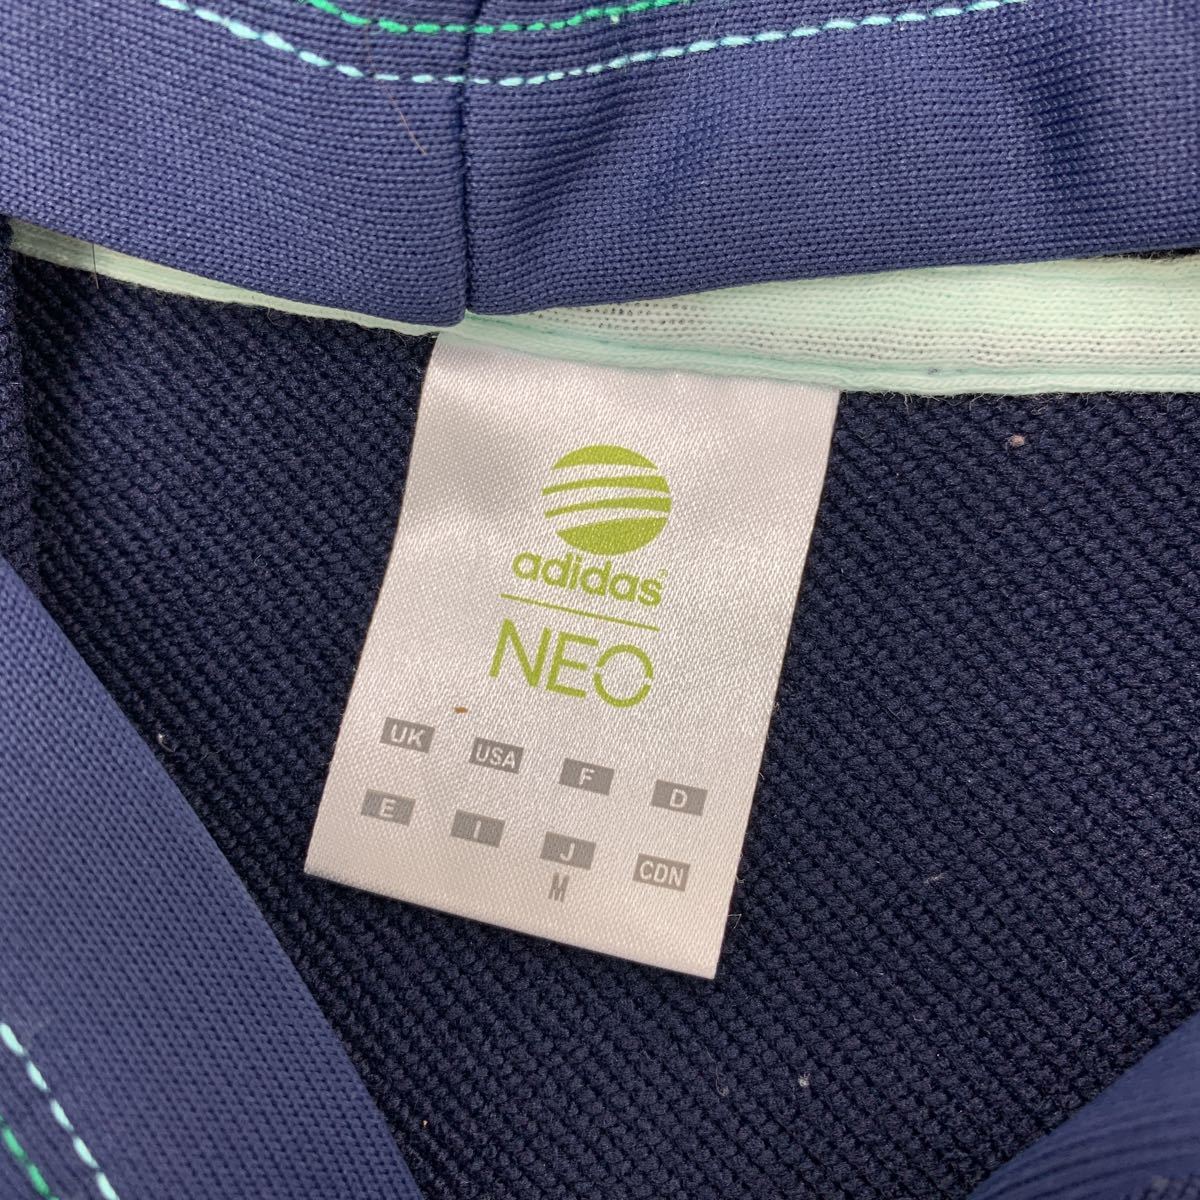 adidas
NEO
UK USA F D
E I J CDN
M